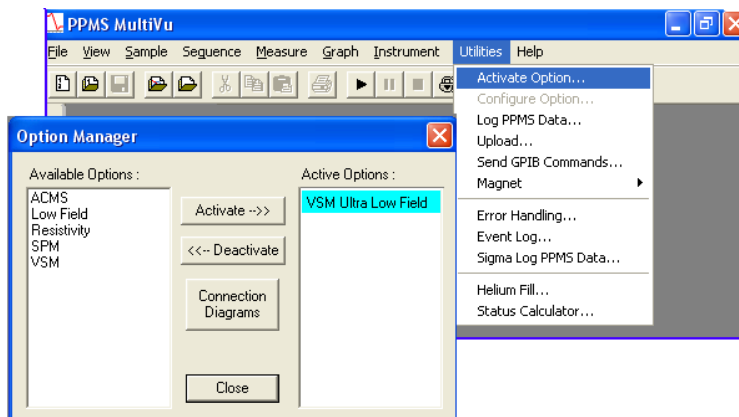 PPMS MultiVu
File View Sample Sequence Measure Graph Instrument Utilities Help
Activate Option...
Configure Option...
Log PPMS Data...
Upload...
Send GPIB Commands...
Magnet
Error Handling...
Event Log...
Sigma Log PPMS Data...
Helium Fill...
Status Calculator...
Option Manager
Available Options :
ACMS
Low Field
Resistivity
SPM
VSM
Activate -->>
<<-- Deactivate
Connection
Diagrams
Close
Active Options :
VSM Ultra Low Field